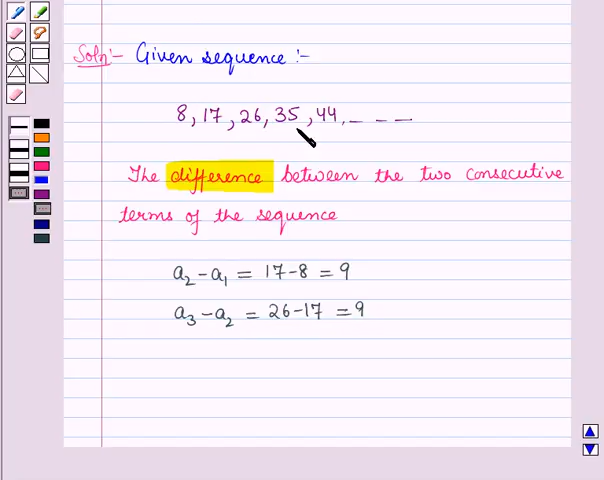 Soln:- Given sequence :-
8, 17, 26, 35, 44, _ _ _
The difference between the two consecutive
terms of the sequence
a₂-a₁ = 17-8 = 9
a₃-a₂ = 26-17 = 9